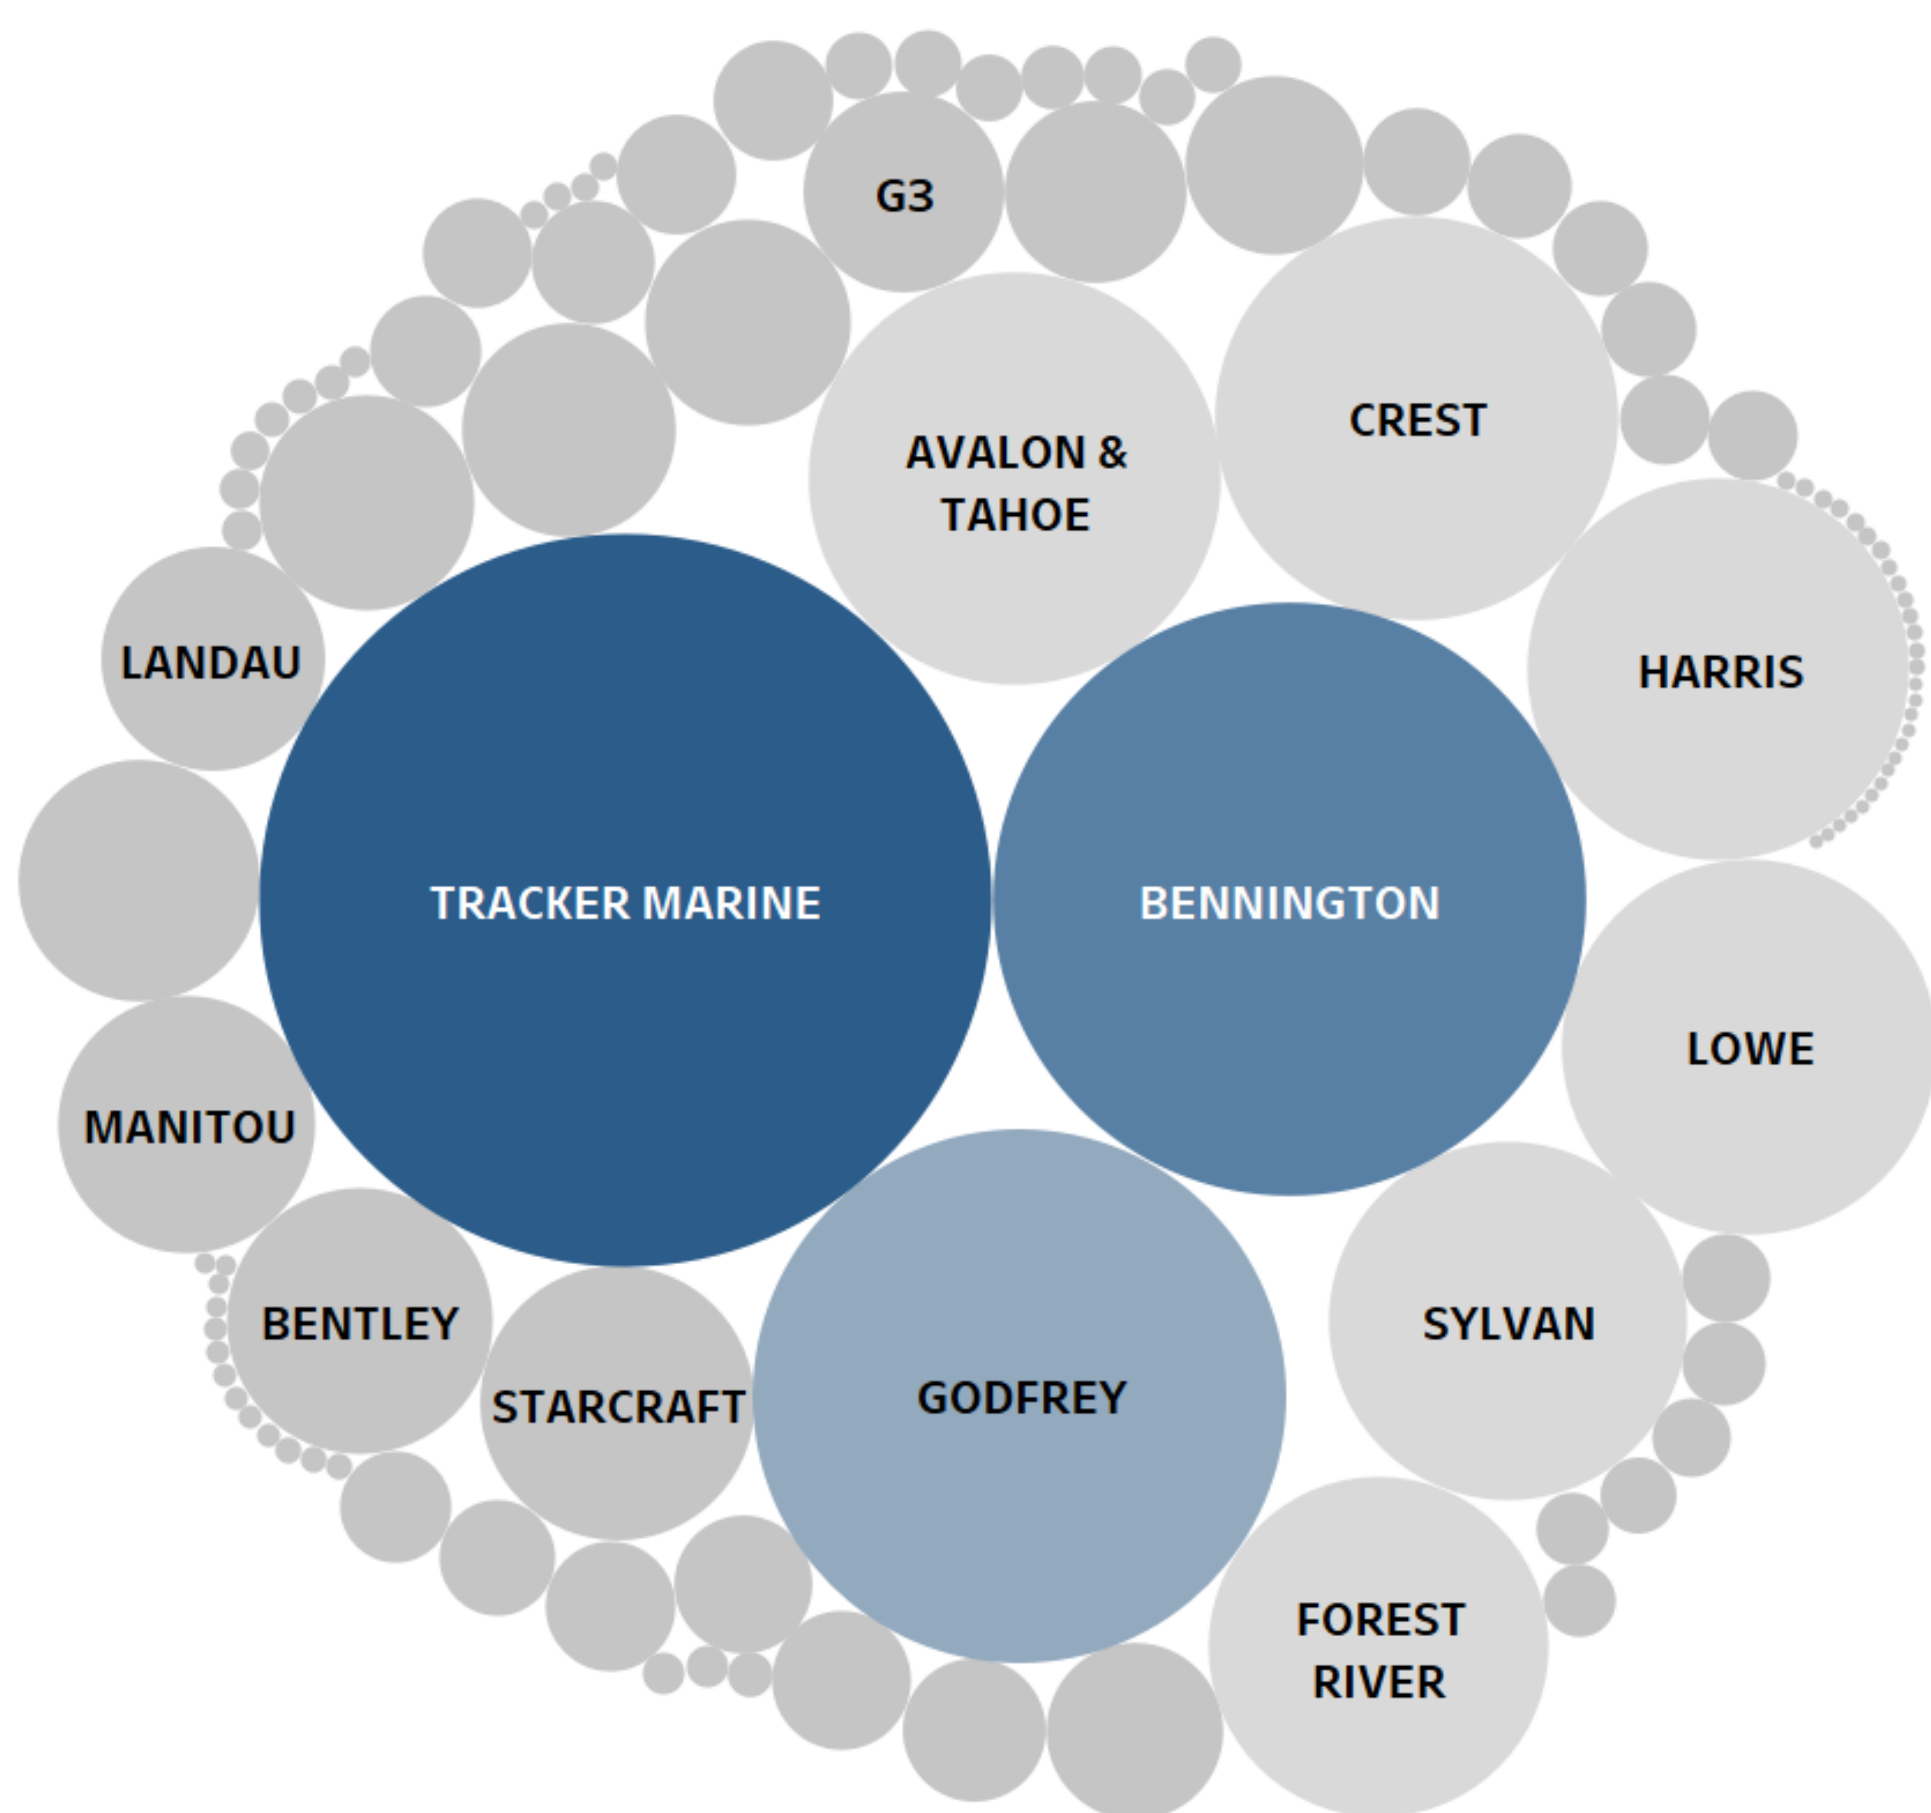 G3
CREST
AVALON &
TAHOE
LANDAU
HARRIS
TRACKER MARINE
BENNINGTON
LOWE
MANITOU
BENTLEY
SYLVAN
STARCRAFT
GODFREY
FOREST
RIVER